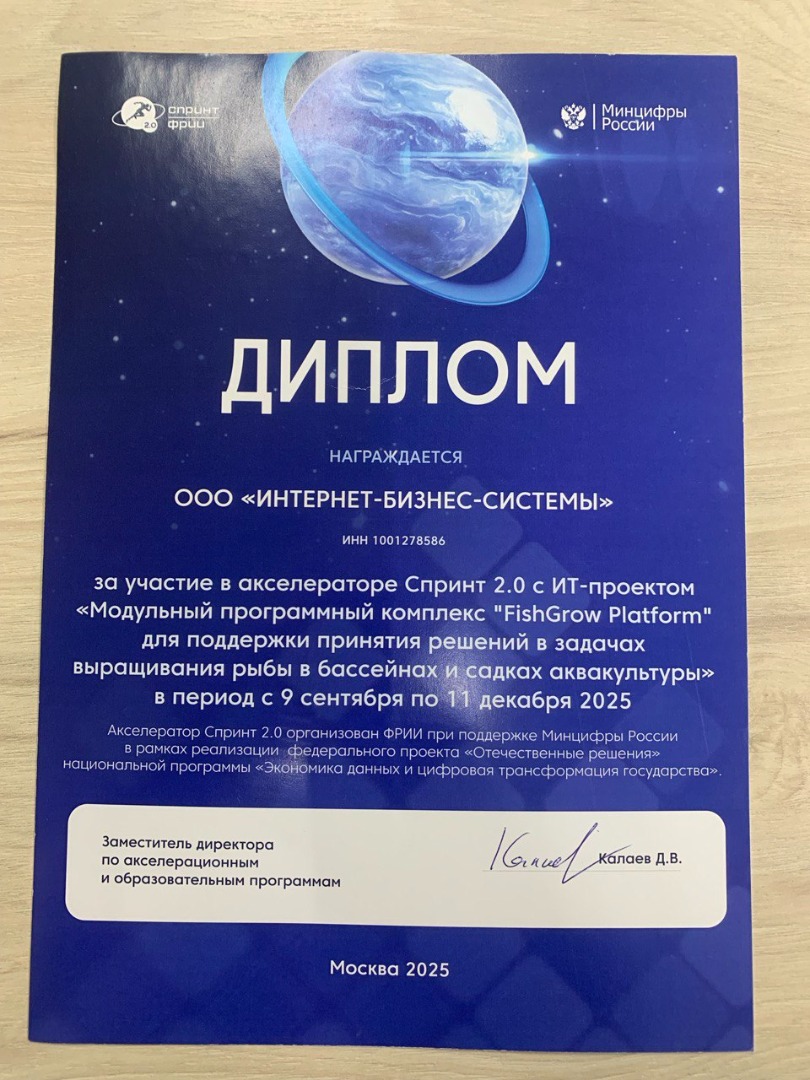 спринт
фрии
2.0
Минцифры
России
ДИПЛОМ
НАГРАЖДАЕТСЯ
ООО «ИНТЕРНЕТ-БИЗНЕС-СИСТЕМЫ»
ИНН 1001278586
за участие в акселераторе Спринт 2.0 с ИТ-проектом
«Модульный программный комплекс "FishGrow Platform"
для поддержки принятия решений в задачах
выращивания рыбы в бассейнах и садках аквакультуры»
в период с 9 сентября по 11 декабря 2025
Акселератор Спринт 2.0 организован ФРИИ при поддержке Минцифры России
в рамках реализации федерального проекта «Отечественные решения»
национальной программы «Экономика данных и цифровая трансформация государства».
Заместитель директора
по акселерационным
и образовательным программам
Калаев Д.В.
Москва 2025